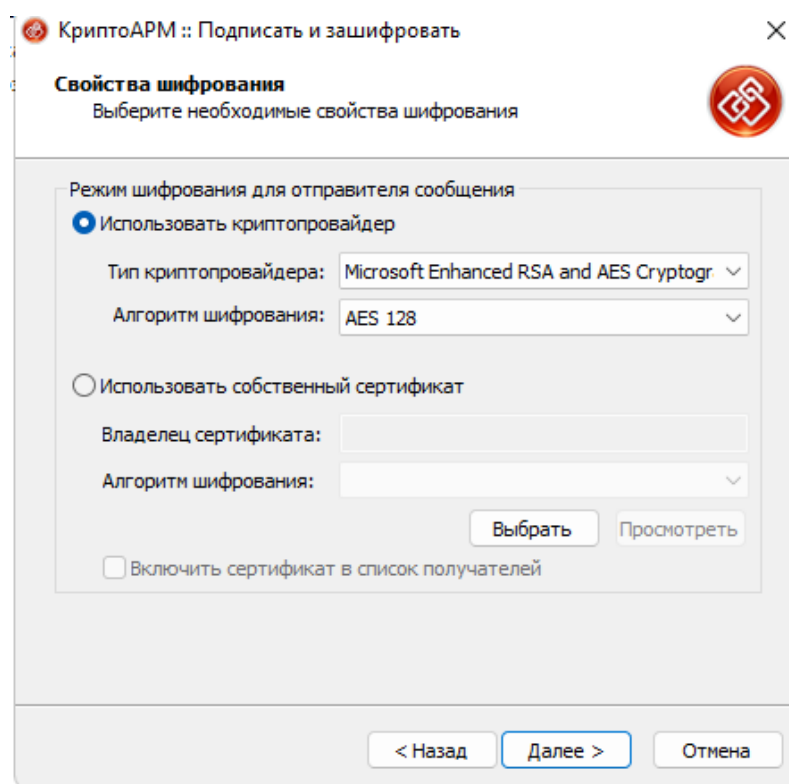 КриптоАРМ :: Подписать и зашифровать
Свойства шифрования
Выберите необходимые свойства шифрования
Режим шифрования для отправителя сообщения
Использовать криптопровайдер
Тип криптопровайдера: Microsoft Enhanced RSA and AES Cryptogr
Алгоритм шифрования: AES 128
Использовать собственный сертификат
Владелец сертификата:
Алгоритм шифрования:
Выбрать Просмотреть
Включить сертификат в список получателей
< Назад Далее > Отмена